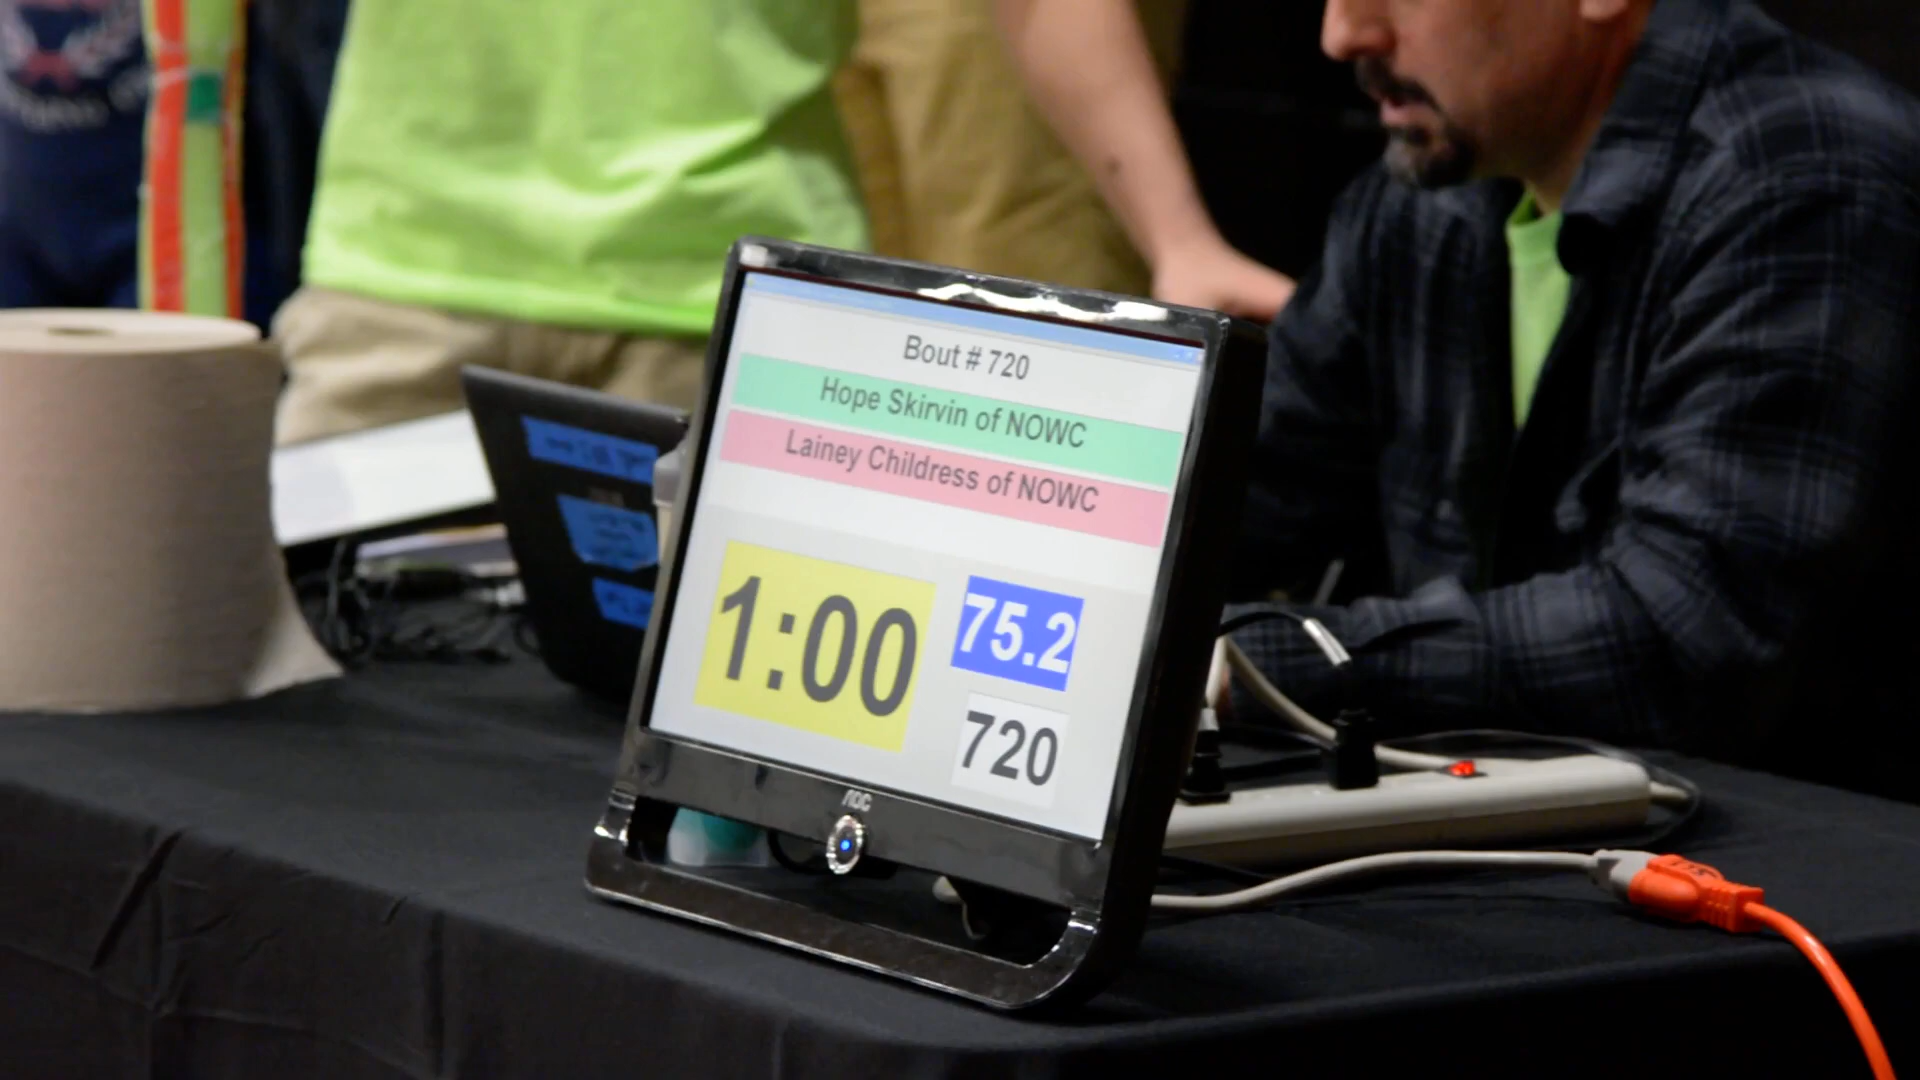 Bout # 720
Hope Skirvin of NOWC
Lainey Childress of NOWC
1:00
75.2
720
AOC